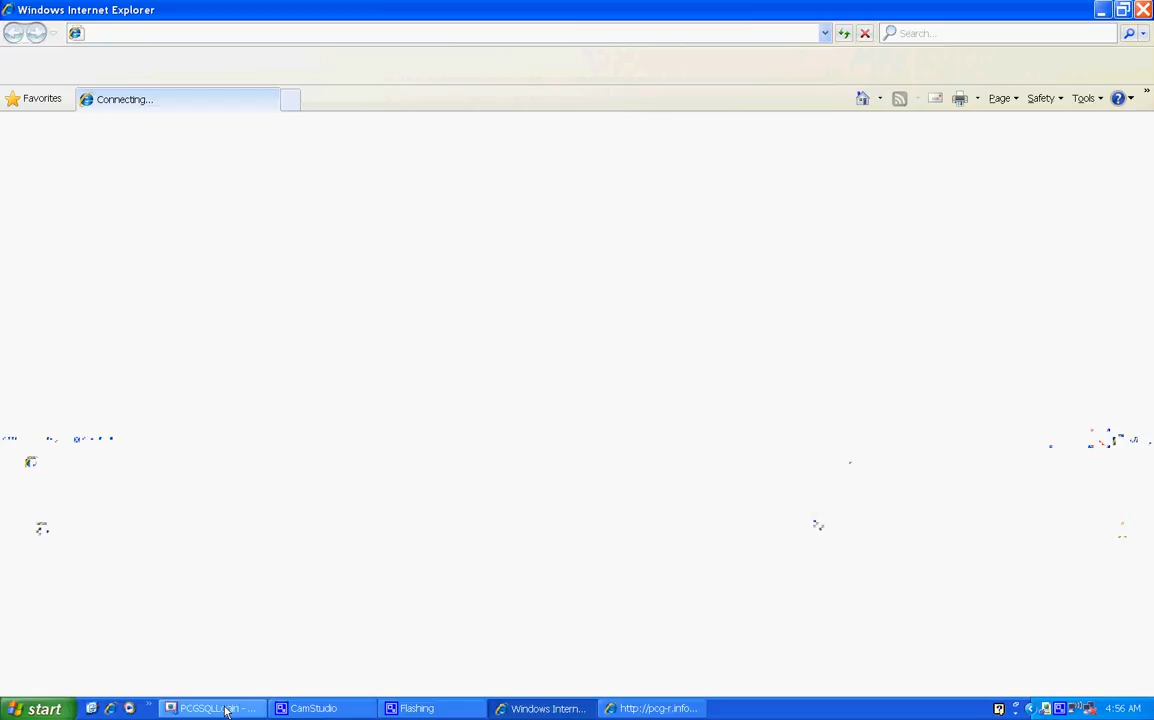 Windows Internet Explorer
Search...
Favorites
Connecting...
Page
Safety
Tools
»
start
»
PCGSQLLogin - ...
CamStudio
Flashing
Windows Intern...
http://pcg-r.info...
4:56 AM